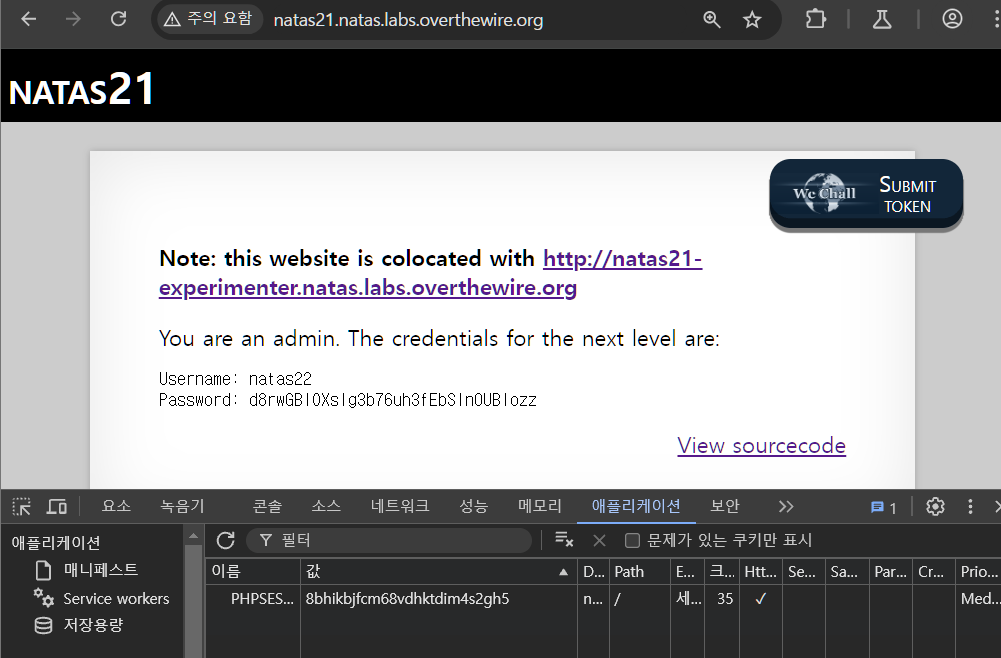 주의 요함 natas21.natas.labs.overthewire.org
NATAS21
We Chall
SUBMIT
TOKEN
Note: this website is colocated with http://natas21-
experimenter.natas.labs.overthewire.org
You are an admin. The credentials for the next level are:
Username: natas22
Password: d8rwGBl0Xslg3b76uh3fEbSlnOUBlozz
View sourcecode
요소 녹음기 콘솔 소스 네트워크 성능 메모리 애플리케이션 보안 1
애플리케이션
매니페스트
Service workers
저장용량
필터 문제가 있는 쿠키만 표시
이름 값 D... Path E... 크... Htt... Se... Sa... Par... Cr... Prio...
PHPSES... 8bhikbjfcm68vdhktdim4s2gh5 n... / 세... 35 ✓ Med...